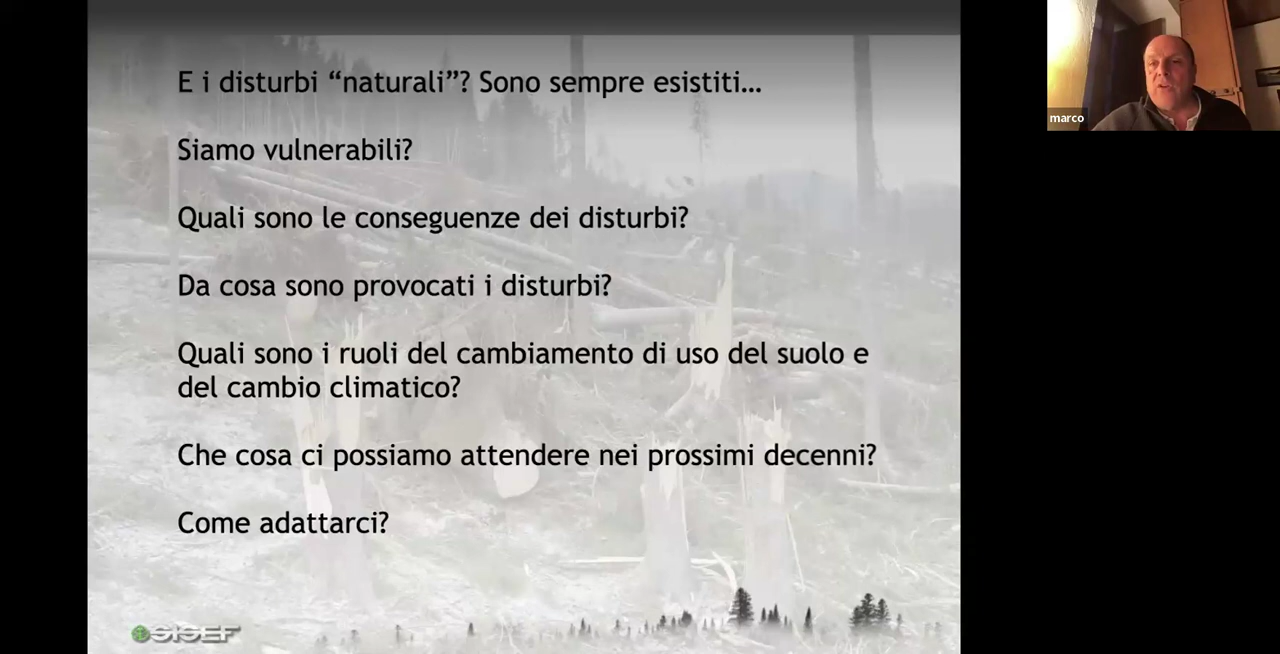 E i disturbi “naturali”? Sono sempre esistiti…
Siamo vulnerabili?
Quali sono le conseguenze dei disturbi?
Da cosa sono provocati i disturbi?
Quali sono i ruoli del cambiamento di uso del suolo e
del cambio climatico?
Che cosa ci possiamo attendere nei prossimi decenni?
Come adattarci?
SISEF
marco